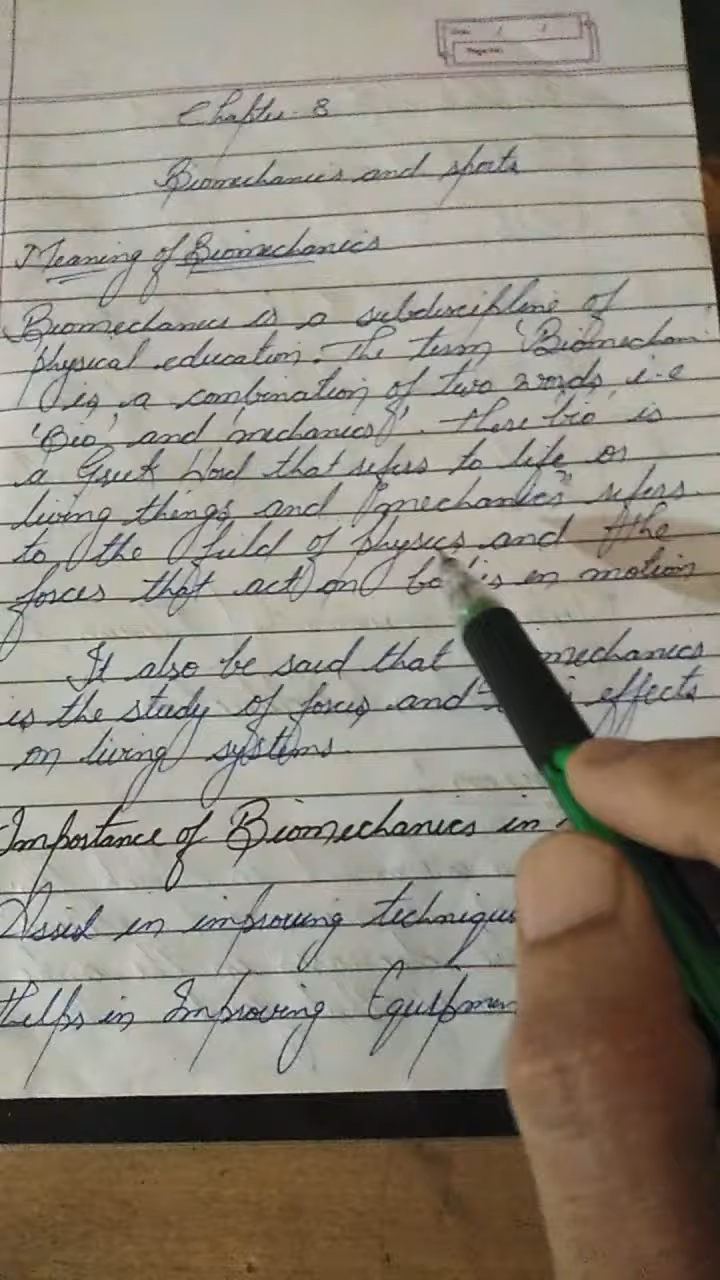 Date: / /
Page No.
Chapter - 8
Biomechanics and sports
Meaning of Biomechanics
Biomechanics is a subdiscipline of
physical education. The term 'Biomechan
is a combination of two words i.e
'Bio' and 'mechanics'. There 'bio' is
a Greek Word that refers to life or
living things and "mechanics" refers
to the field of physics and the
forces that act on bodies in motion
It also be said that mechanics
is the study of forces and effects
on living systems.
Importance of Biomechanics in
Assist in improving technique
Helps in Improving Equipmen